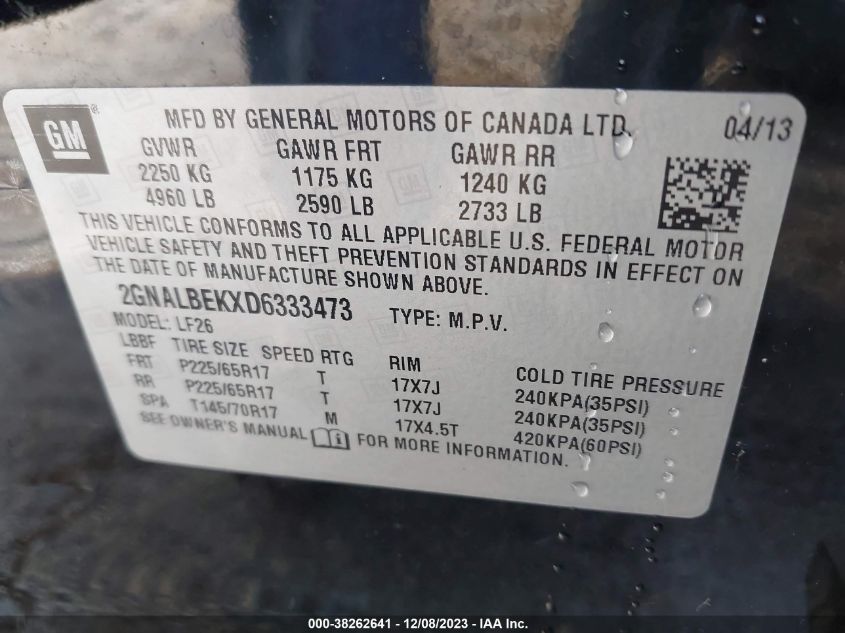 GM ® MFD BY GENERAL MOTORS OF CANADA LTD. 04/13
GVWR GAWR FRT GAWR RR
2250 KG 1175 KG 1240 KG
4960 LB 2590 LB 2733 LB
THIS VEHICLE CONFORMS TO ALL APPLICABLE U.S. FEDERAL MOTOR
VEHICLE SAFETY AND THEFT PREVENTION STANDARDS IN EFFECT ON
THE DATE OF MANUFACTURE SHOWN ABOVE.
2GNALBEKXD6333473 TYPE: M.P.V.
MODEL: LF26
LBBF TIRE SIZE SPEED RTG RIM COLD TIRE PRESSURE
FRT P225/65R17 T 17X7J 240KPA(35PSI)
RR P225/65R17 T 17X7J 240KPA(35PSI)
SPA T145/70R17 M 17X4.5T 420KPA(60PSI)
SEE OWNER'S MANUAL FOR MORE INFORMATION.
000-38262641 - 12/08/2023 - IAA Inc.